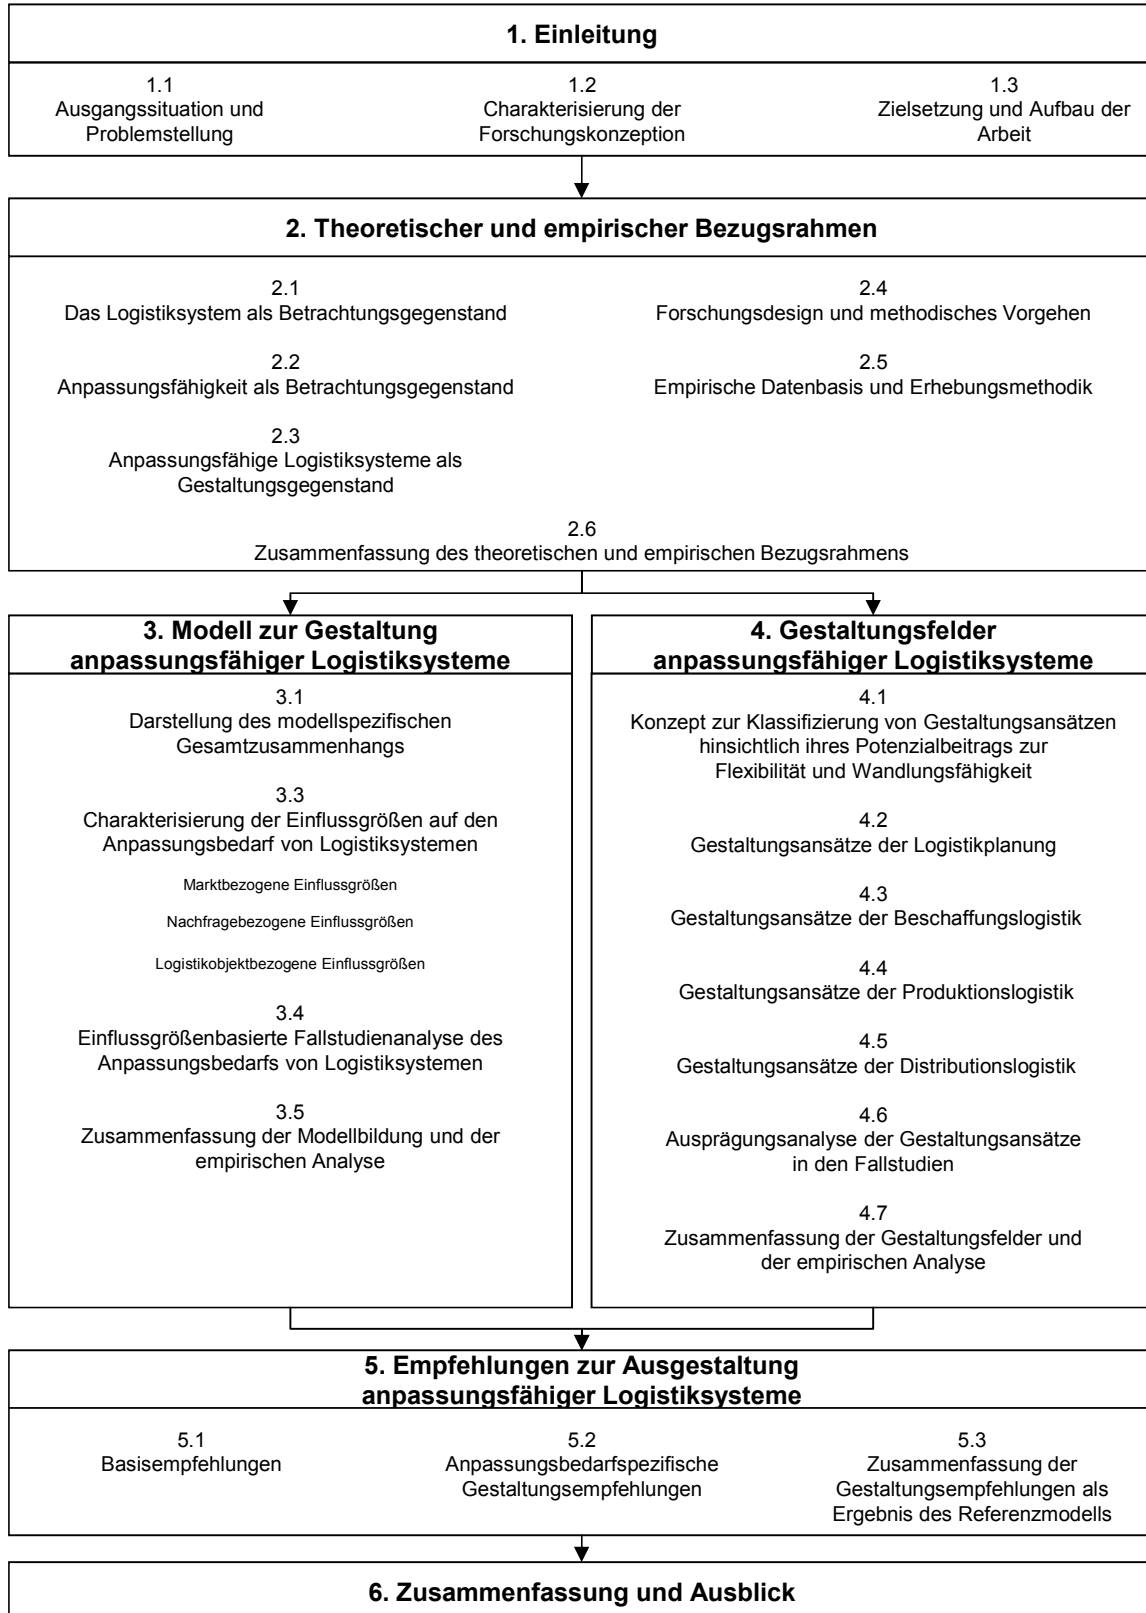 1. Einleitung
1.1
Ausgangssituation und
Problemstellung
1.2
Charakterisierung der
Forschungskonzeption
1.3
Zielsetzung und Aufbau der
Arbeit
2. Theoretischer und empirischer Bezugsrahmen
2.1
Das Logistiksystem als Betrachtungsgegenstand
2.2
Anpassungsfähigkeit als Betrachtungsgegenstand
2.3
Anpassungsfähige Logistiksysteme als
Gestaltungsgegenstand
2.4
Forschungsdesign und methodisches Vorgehen
2.5
Empirische Datenbasis und Erhebungsmethodik
2.6
Zusammenfassung des theoretischen und empirischen Bezugsrahmens
3. Modell zur Gestaltung
anpassungsfähiger Logistiksysteme
3.1
Darstellung des modellspezifischen
Gesamtzusammenhangs
3.3
Charakterisierung der Einflussgrößen auf den
Anpassungsbedarf von Logistiksystemen
Marktbezogene Einflussgrößen
Nachfragebezogene Einflussgrößen
Logistikobjektbezogene Einflussgrößen
3.4
Einflussgrößenbasierte Fallstudienanalyse des
Anpassungsbedarfs von Logistiksystemen
3.5
Zusammenfassung der Modellbildung und der
empirischen Analyse
4. Gestaltungsfelder
anpassungsfähiger Logistiksysteme
4.1
Konzept zur Klassifizierung von Gestaltungsansätzen
hinsichtlich ihres Potenzialbeitrags zur
Flexibilität und Wandlungsfähigkeit
4.2
Gestaltungsansätze der Logistikplanung
4.3
Gestaltungsansätze der Beschaffungslogistik
4.4
Gestaltungsansätze der Produktionslogistik
4.5
Gestaltungsansätze der Distributionslogistik
4.6
Ausprägungsanalyse der Gestaltungsansätze
in den Fallstudien
4.7
Zusammenfassung der Gestaltungsfelder und
der empirischen Analyse
5. Empfehlungen zur Ausgestaltung
anpassungsfähiger Logistiksysteme
5.1
Basisempfehlungen
5.2
Anpassungsbedarfspezifische
Gestaltungsempfehlungen
5.3
Zusammenfassung der
Gestaltungsempfehlungen als
Ergebnis des Referenzmodells
6. Zusammenfassung und Ausblick